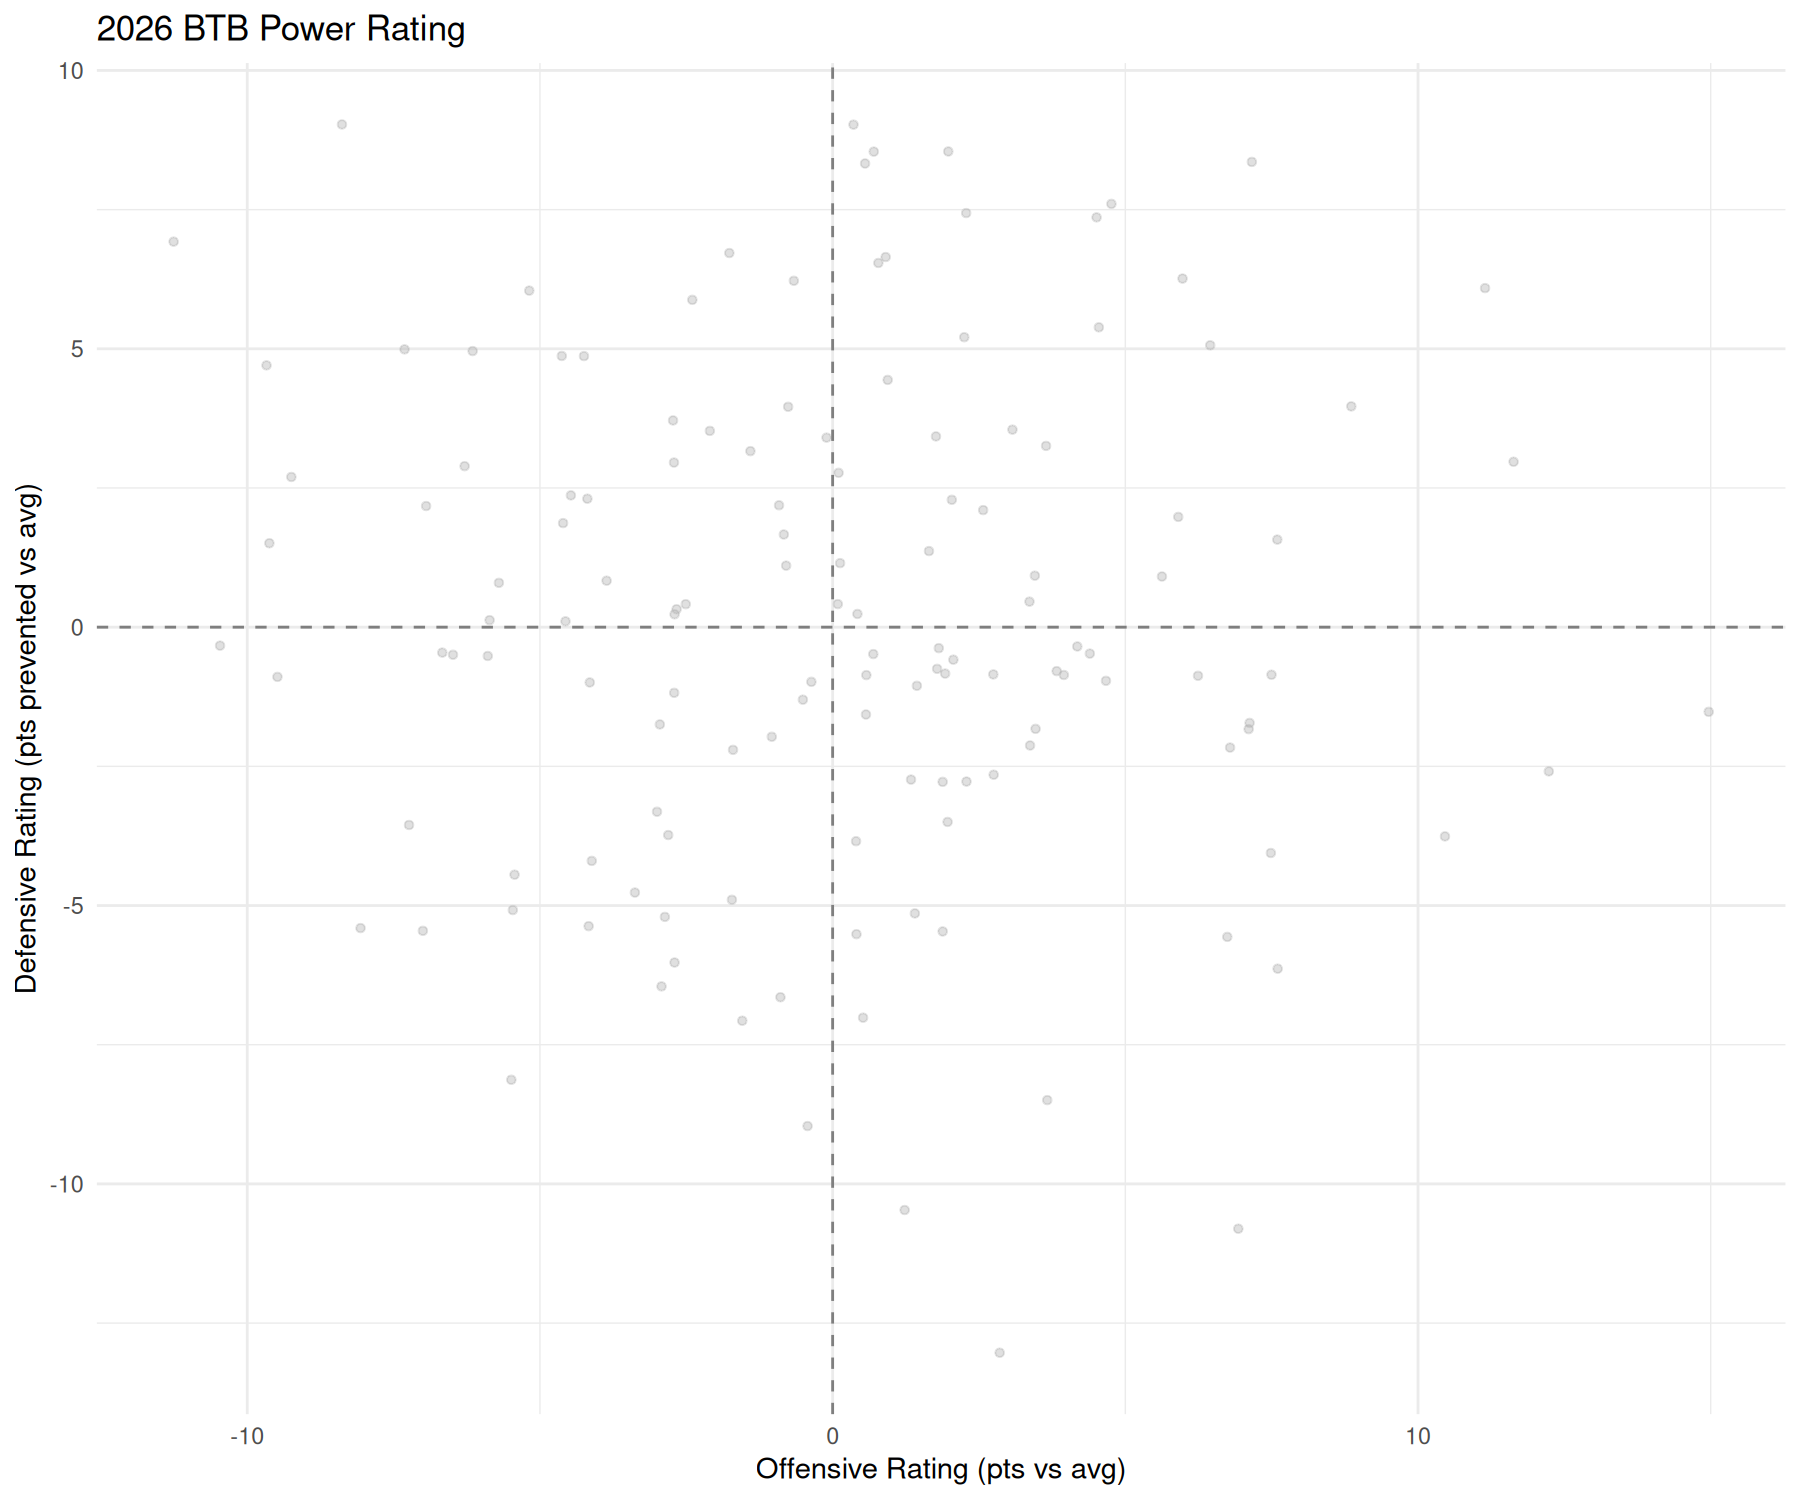 2026 BTB Power Rating
10
5
0
-5
-10
Defensive Rating (pts prevented vs avg)
-10
0
10
Offensive Rating (pts vs avg)